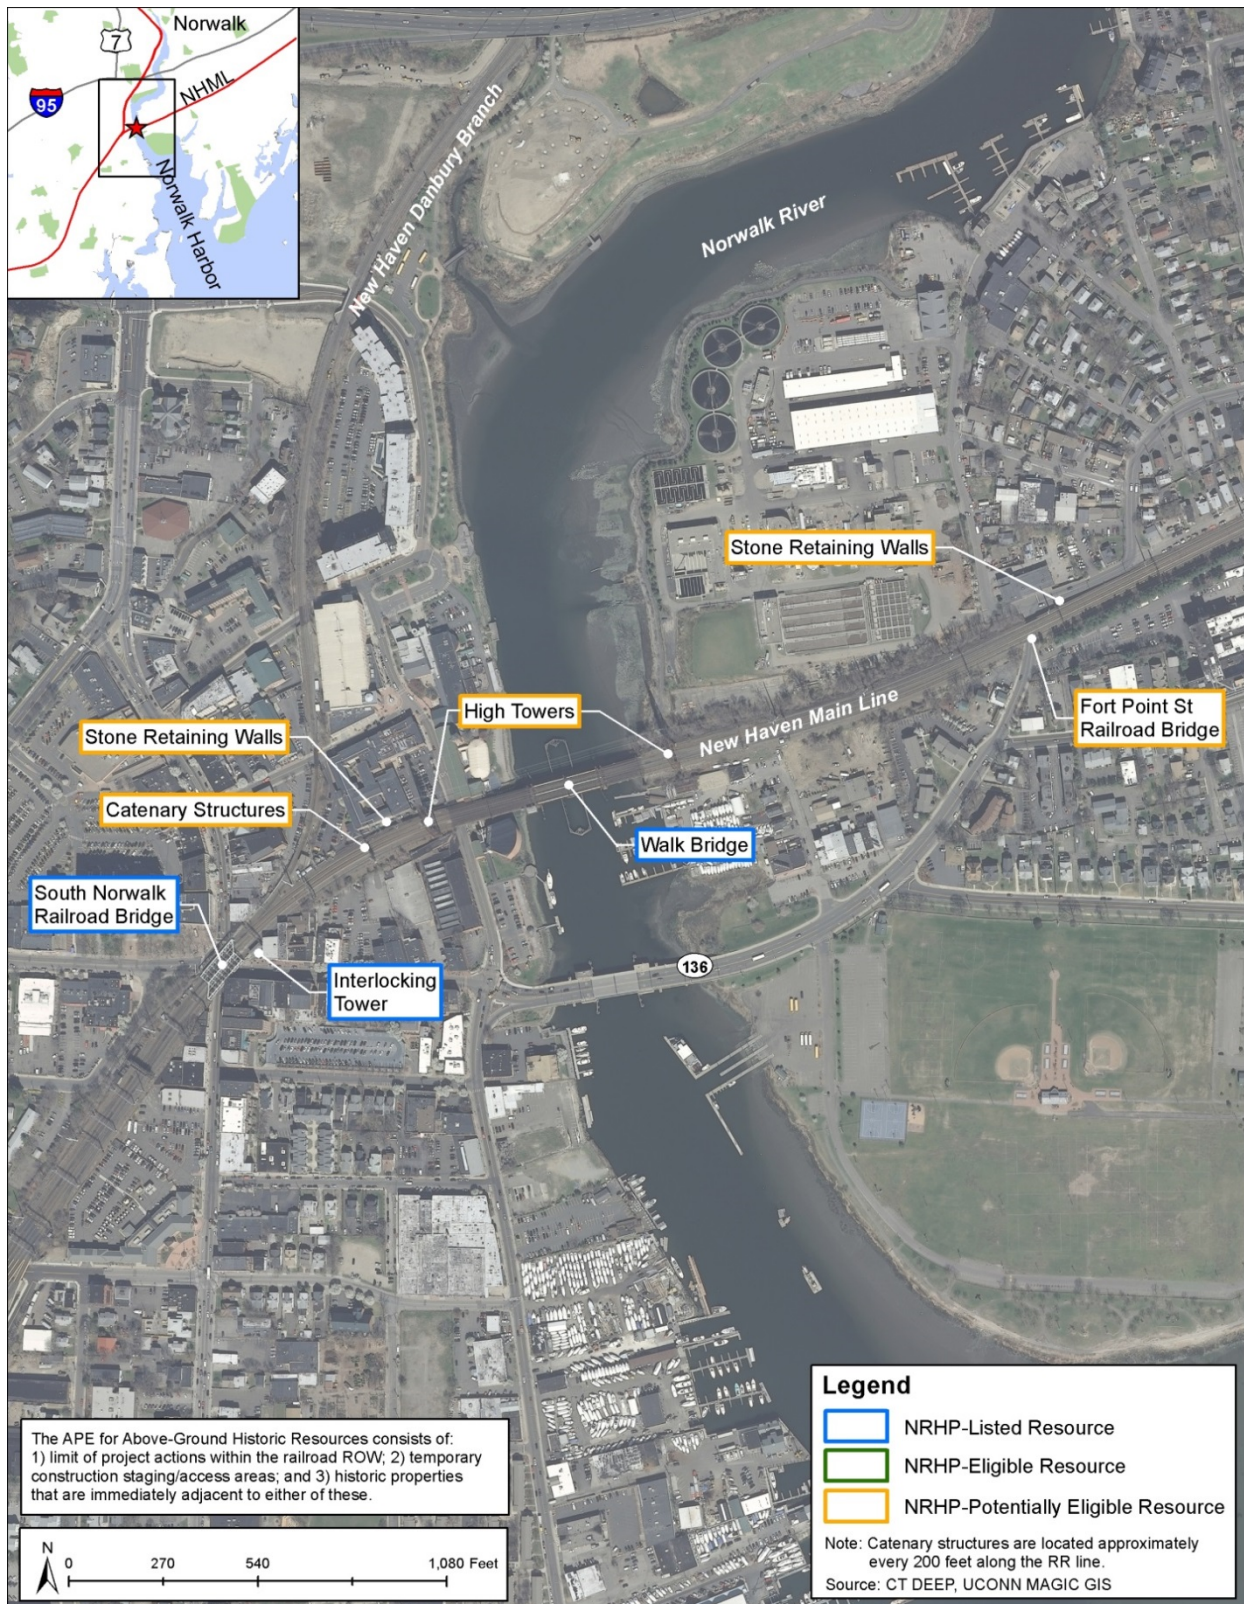 Norwalk
7
95
NHML
Norwalk Harbor
New Haven Danbury Branch
Norwalk River
Stone Retaining Walls
Fort Point St
Railroad Bridge
High Towers
New Haven Main Line
Stone Retaining Walls
Catenary Structures
Walk Bridge
South Norwalk
Railroad Bridge
Interlocking
Tower
136
Legend
NRHP-Listed Resource
NRHP-Eligible Resource
NRHP-Potentially Eligible Resource
Note: Catenary structures are located approximately
every 200 feet along the RR line.
Source: CT DEEP, UCONN MAGIC GIS
The APE for Above-Ground Historic Resources consists of:
1) limit of project actions within the railroad ROW; 2) temporary
construction staging/access areas; and 3) historic properties
that are immediately adjacent to either of these.
N
0 270 540 1,080 Feet